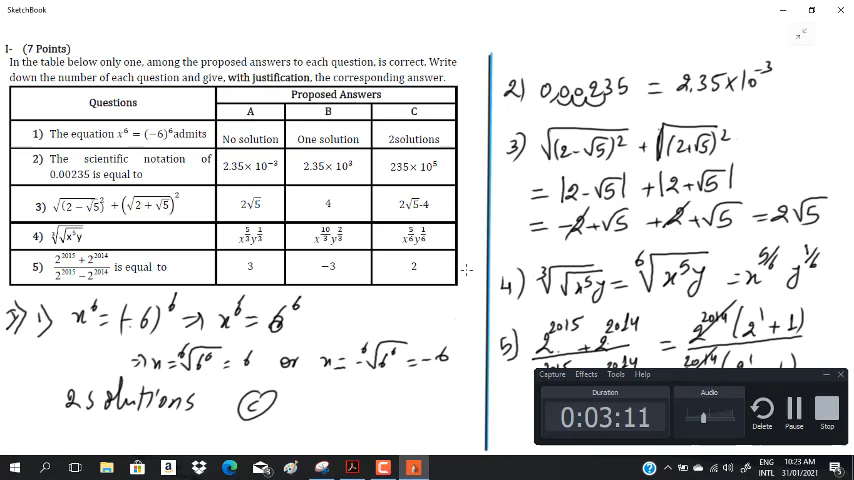 SketchBook
I- (7 Points)
In the table below only one, among the proposed answers to each question, is correct. Write
down the number of each question and give, with justification, the corresponding answer.
Questions
Proposed Answers
A
B
C
1) The equation x⁶ = (−6)⁶admits
No solution
One solution
2solutions
2) The scientific notation of
0.00235 is equal to
2.35× 10⁻³
2.35× 10³
235× 10⁵
3) √(2 − √5)² + (√2 + √5)²
2√5
4
2√5-4
4) ∛√x⁵y
x^(5/3)y^(1/3)
x^(10/3)y^(2/3)
x^(5/6)y^(1/6)
5) (2²⁰¹⁵ + 2²⁰¹⁴)/(2²⁰¹⁵ − 2²⁰¹⁴) is equal to
3
−3
2
I) 1) x⁶ = (-6)⁶ ⇒ x⁶ = 6⁶
⇒ x = ⁶√6⁶ = 6 or x = -⁶√6⁶ = -6
2 solutions C
2) 0.00235 = 2.35×10⁻³
3) √(2-√5)² + √(2+√5)²
= |2-√5| + |2+√5|
= -2+√5 +2+√5 = 2√5
4) ∛√x⁵y = ⁶√x⁵y = x^5/6 y^1/6
5) 2²⁰¹⁵ + 2²⁰¹⁴ = 2²⁰¹⁴(2¹+1)
Capture Effects Tools Help
Duration
0:03:11
Audio
Delete
Pause
Stop
ENG
INTL
10:23 AM
31/01/2021